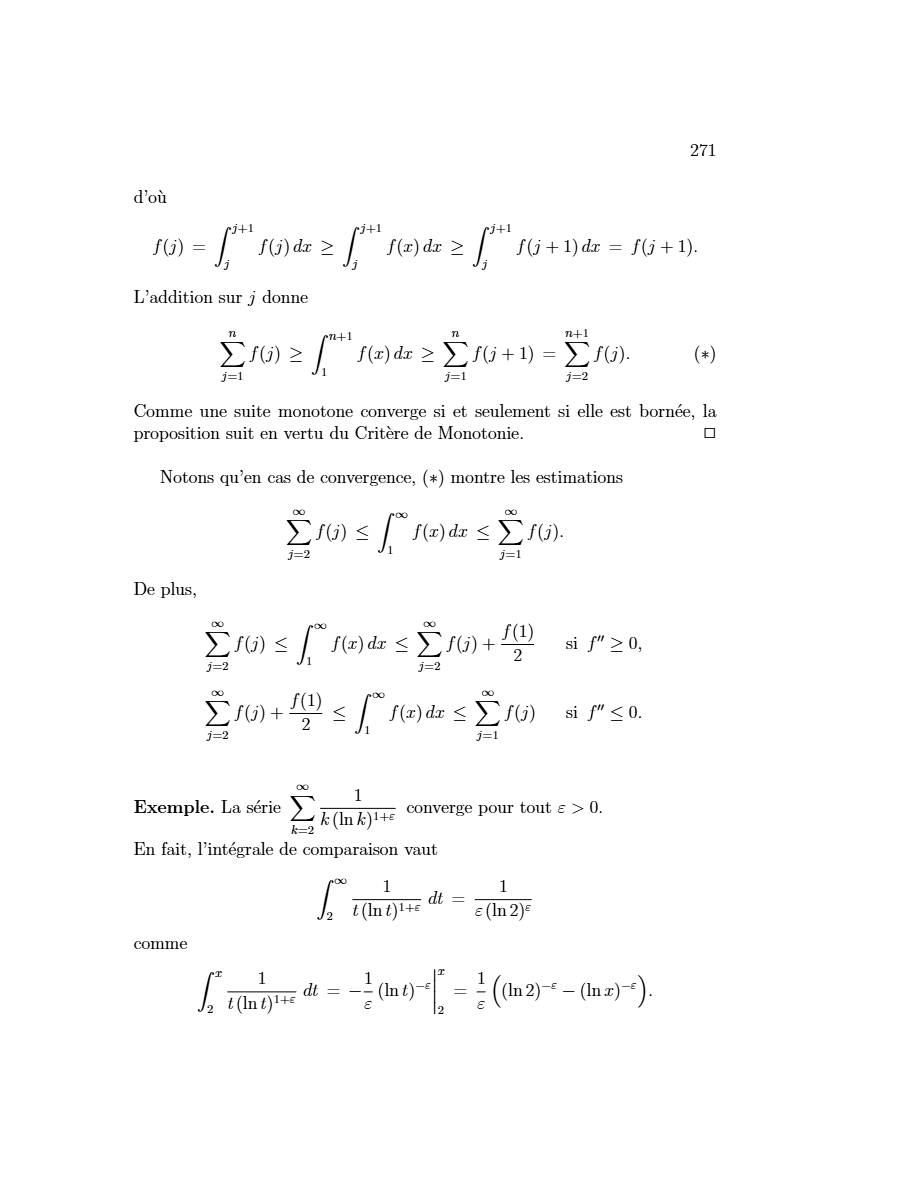 271
d'où
f(j) = ∫_j^{j+1} f(j) dx ≥ ∫_j^{j+1} f(x) dx ≥ ∫_j^{j+1} f(j + 1) dx = f(j + 1).
L'addition sur j donne
∑_{j=1}^{n} f(j) ≥ ∫_1^{n+1} f(x) dx ≥ ∑_{j=1}^{n} f(j + 1) = ∑_{j=2}^{n+1} f(j). (∗)
Comme une suite monotone converge si et seulement si elle est bornée, la
proposition suit en vertu du Critère de Monotonie. □
Notons qu'en cas de convergence, (∗) montre les estimations
∑_{j=2}^{∞} f(j) ≤ ∫_1^{∞} f(x) dx ≤ ∑_{j=1}^{∞} f(j).
De plus,
∑_{j=2}^{∞} f(j) ≤ ∫_1^{∞} f(x) dx ≤ ∑_{j=2}^{∞} f(j) + f(1)/2 si f″ ≥ 0,
∑_{j=2}^{∞} f(j) + f(1)/2 ≤ ∫_1^{∞} f(x) dx ≤ ∑_{j=1}^{∞} f(j) si f″ ≤ 0.
Exemple. La série ∑_{k=2}^{∞} 1/(k (ln k)^{1+ε}) converge pour tout ε > 0.
En fait, l'intégrale de comparaison vaut
∫_2^{∞} 1/(t (ln t)^{1+ε}) dt = 1/(ε (ln 2)^ε)
comme
∫_2^{x} 1/(t (ln t)^{1+ε}) dt = −1/ε (ln t)^{−ε} |_2^x = 1/ε ((ln 2)^{−ε} − (ln x)^{−ε}).